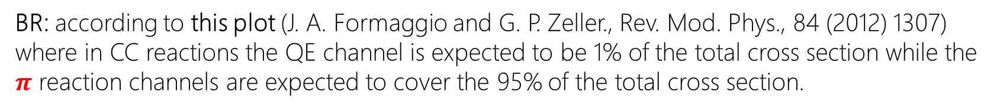 BR: according to this plot (J. A. Formaggio and G. P. Zeller., Rev. Mod. Phys., 84 (2012) 1307)
where in CC reactions the QE channel is expected to be 1% of the total cross section while the
π reaction channels are expected to cover the 95% of the total cross section.